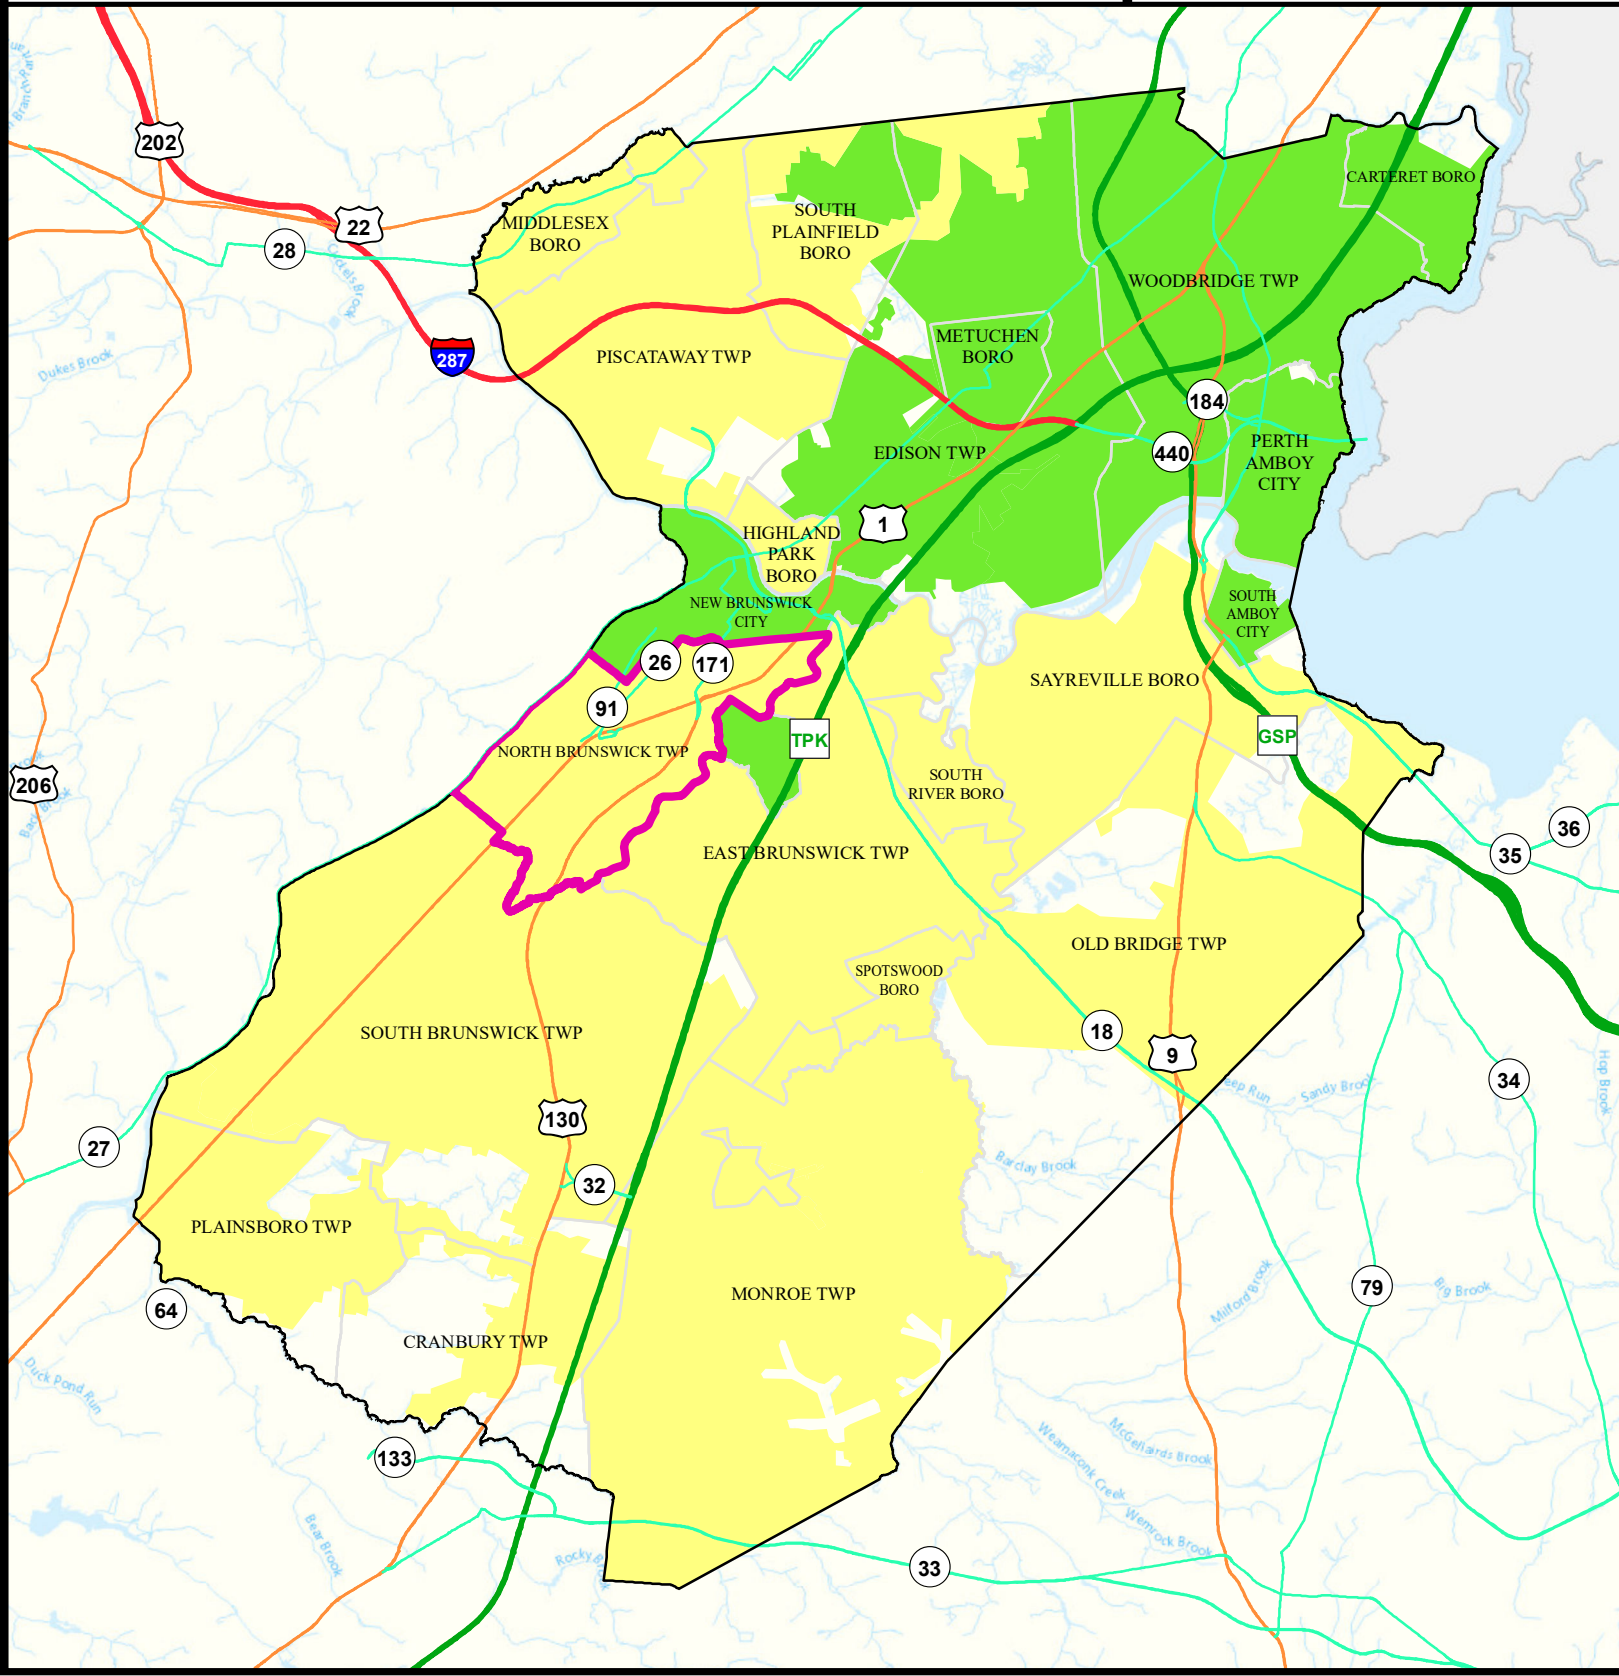 202
22
28
287
206
27
64
133
MIDDLESEX
BORO
SOUTH
PLAINFIELD
BORO
CARTERET BORO
WOODBRIDGE TWP
METUCHEN
BORO
PISCATAWAY TWP
184
440
EDISON TWP
PERTH
AMBOY
CITY
1
HIGHLAND
PARK
BORO
NEW BRUNSWICK
CITY
SOUTH
AMBOY
CITY
26
171
91
SAYREVILLE BORO
TPK
GSP
NORTH BRUNSWICK TWP
SOUTH
RIVER BORO
36
35
EAST BRUNSWICK TWP
OLD BRIDGE TWP
SPOTSWOOD
BORO
SOUTH BRUNSWICK TWP
18
9
34
130
32
PLAINSBORO TWP
MONROE TWP
79
CRANBURY TWP
33
Dukes Brook
Duck Pond Run
Bear Brook
Barclay Brook
Sandy Brook
Hop Brook
Milford Brook
McGelliards Brook
Weamaconk Creek
Wemrock Brook